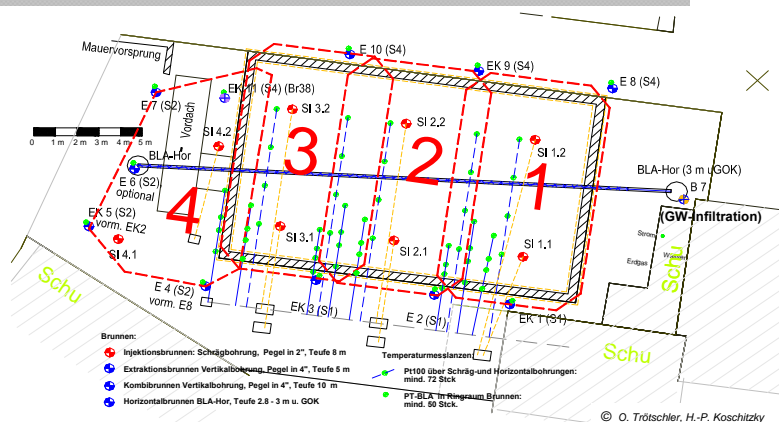 E 10 (S4)
Mauervorsprung
EK 9 (S4)
E 8 (S4)
E 7 (S2)
EK 11 (S4) (Br38)
Vordach
SI 3.2
SI 2.2
SI 4.2
SI 1.2
0 1 m 2 m 3 m 4 m 5 m
3
2
1
4
BLA-Hor
BLA-Hor (3 m uGOK)
E 6 (S2),
optional
B 7
(GW-Infiltration)
EK 5 (S2)
vorm. EK2
SI 4.1
SI 3.1
SI 2.1
SI 1.1
Strom
Wasser
Erdgas
Schu
Schu
Schu
E 4 (S2)
vorm. E8
EK 3 (S1)
E 2 (S1)
EK 1 (S1)
Brunnen:
Injektionsbrunnen: Schrägbohrung, Pegel in 2", Teufe 8 m
Extraktionsbrunnen Vertikalbohrung, Pegel in 4", Teufe 5 m
Kombibrunnen Vertikalbohrung, Pegel in 4", Teufe 10 m
Horizontalbrunnen BLA-Hor, Teufe 2.8 - 3 m u. GOK
Temperaturmesslanzen:
Pt100 über Schräg-und Horizontalbohrungen:
mind. 72 Stck
PT-BLA in Ringraum Brunnen:
mind. 50 Stck.
© O. Trötschler, H.-P. Koschitzky